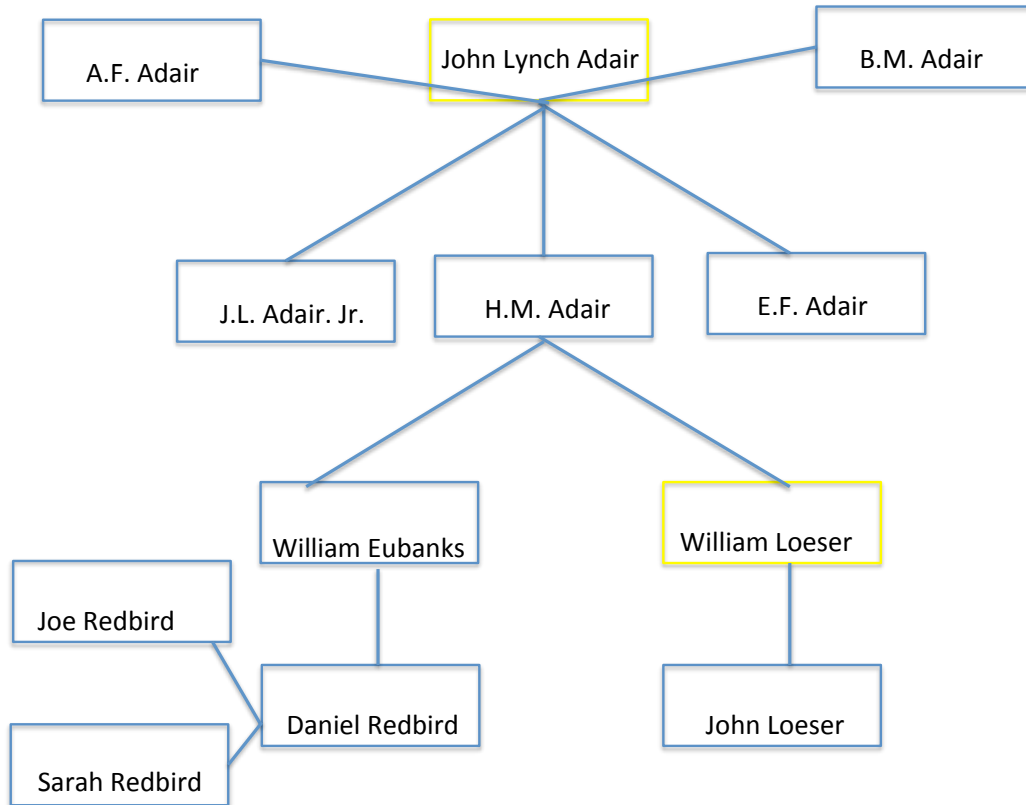 A.F. Adair
John Lynch Adair
B.M. Adair
J.L. Adair. Jr.
H.M. Adair
E.F. Adair
William Eubanks
William Loeser
Joe Redbird
Daniel Redbird
John Loeser
Sarah Redbird